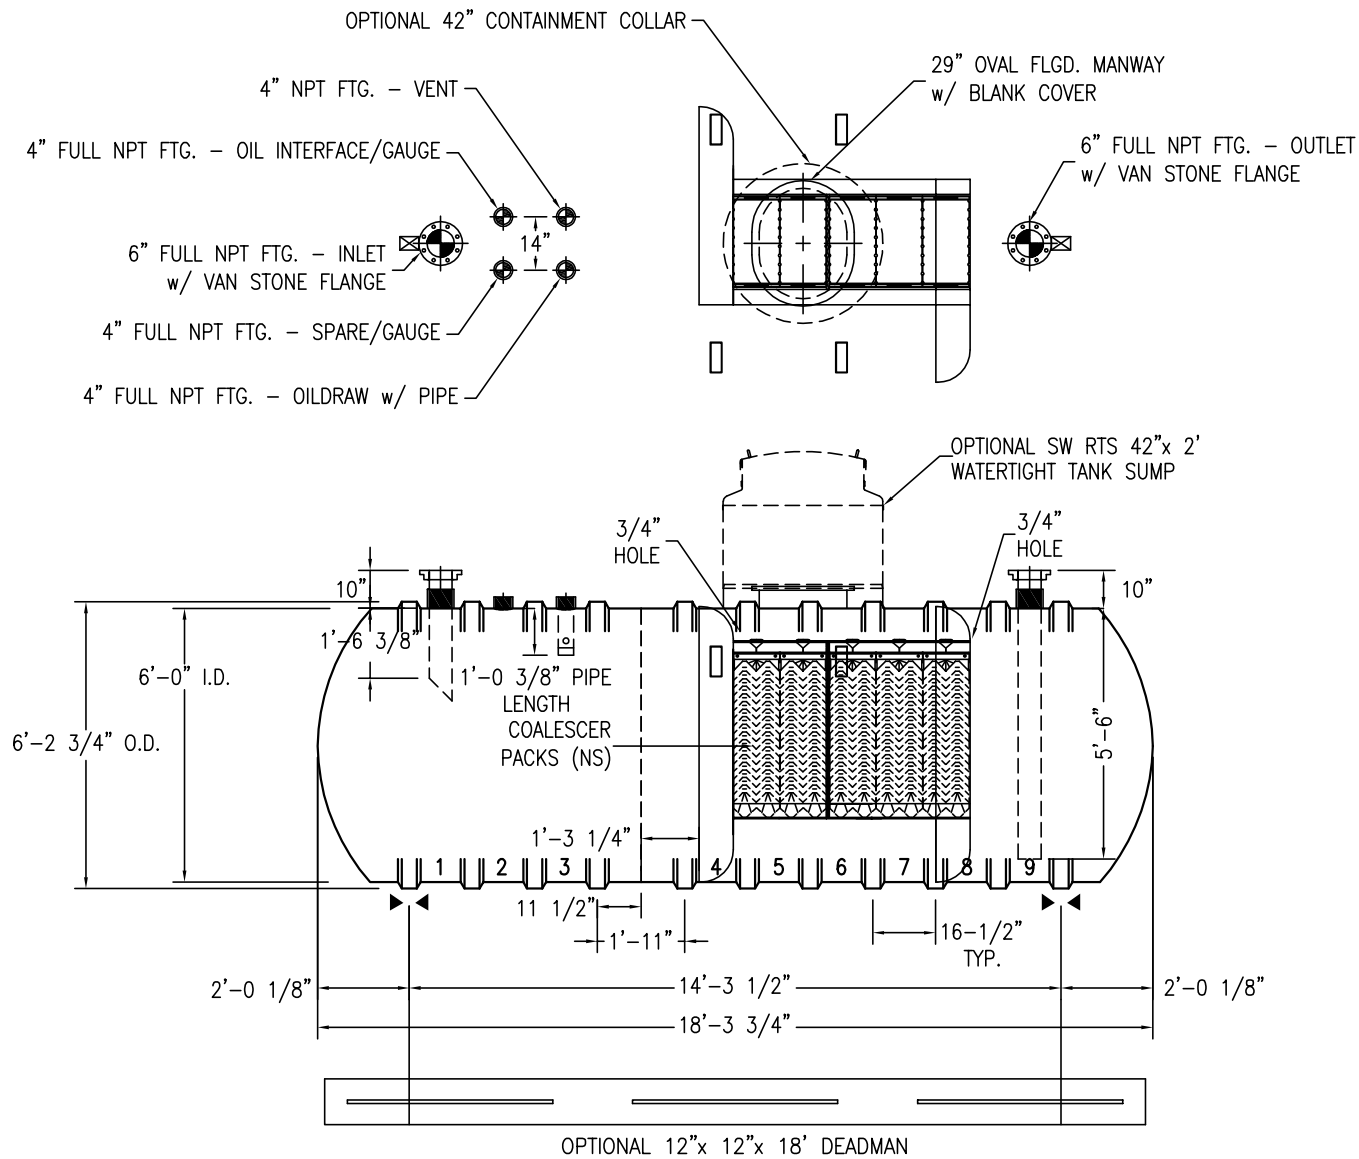 OPTIONAL 42” CONTAINMENT COLLAR
29” OVAL FLGD. MANWAY
w/ BLANK COVER
4” NPT FTG. – VENT
6” FULL NPT FTG. – OUTLET
w/ VAN STONE FLANGE
4” FULL NPT FTG. – OIL INTERFACE/GAUGE
14”
6” FULL NPT FTG. – INLET
w/ VAN STONE FLANGE
4” FULL NPT FTG. – SPARE/GAUGE
4” FULL NPT FTG. – OILDRAW w/ PIPE
OPTIONAL SW RTS 42”x 2'
WATERTIGHT TANK SUMP
3/4”
HOLE
3/4”
HOLE
10”
10”
1'–6 3/8”
6'–0” I.D.
1'–0 3/8” PIPE
LENGTH
COALESCER
PACKS (NS)
6'–2 3/4” O.D.
5'–6”
1'–3 1/4”
1 2 3 4 5 6 7 8 9
11 1/2”
1'–11”
16–1/2”
TYP.
2'–0 1/8”
14'–3 1/2”
2'–0 1/8”
18'–3 3/4”
OPTIONAL 12”x 12”x 18' DEADMAN